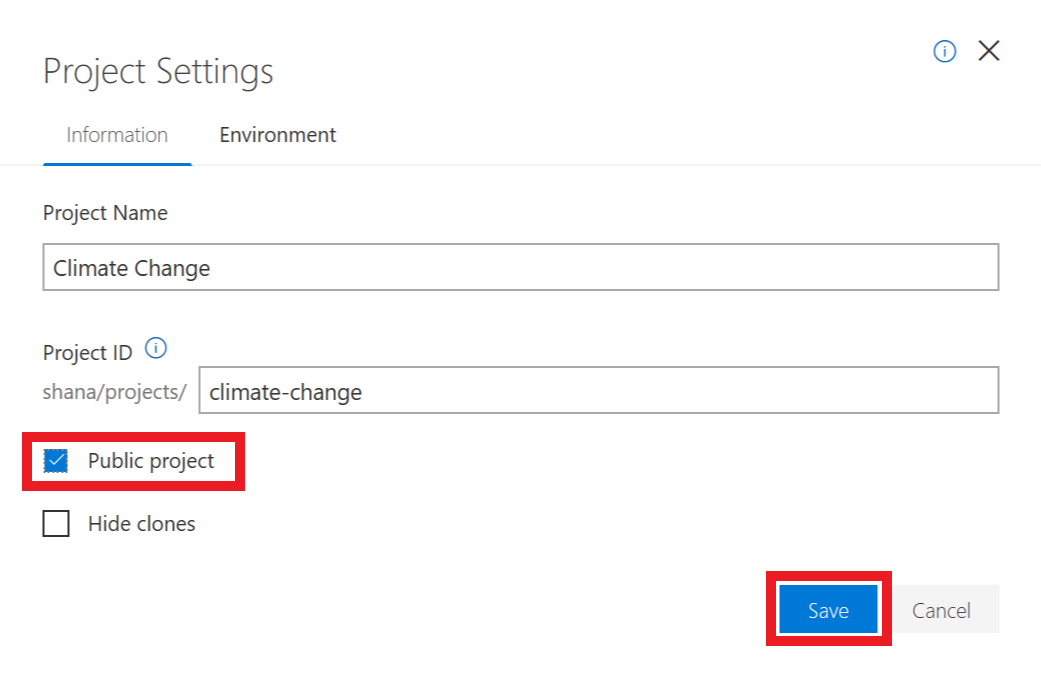 Project Settings
Information Environment
Project Name
Climate Change
Project ID
shana/projects/ climate-change
Public project
Hide clones
Save Cancel